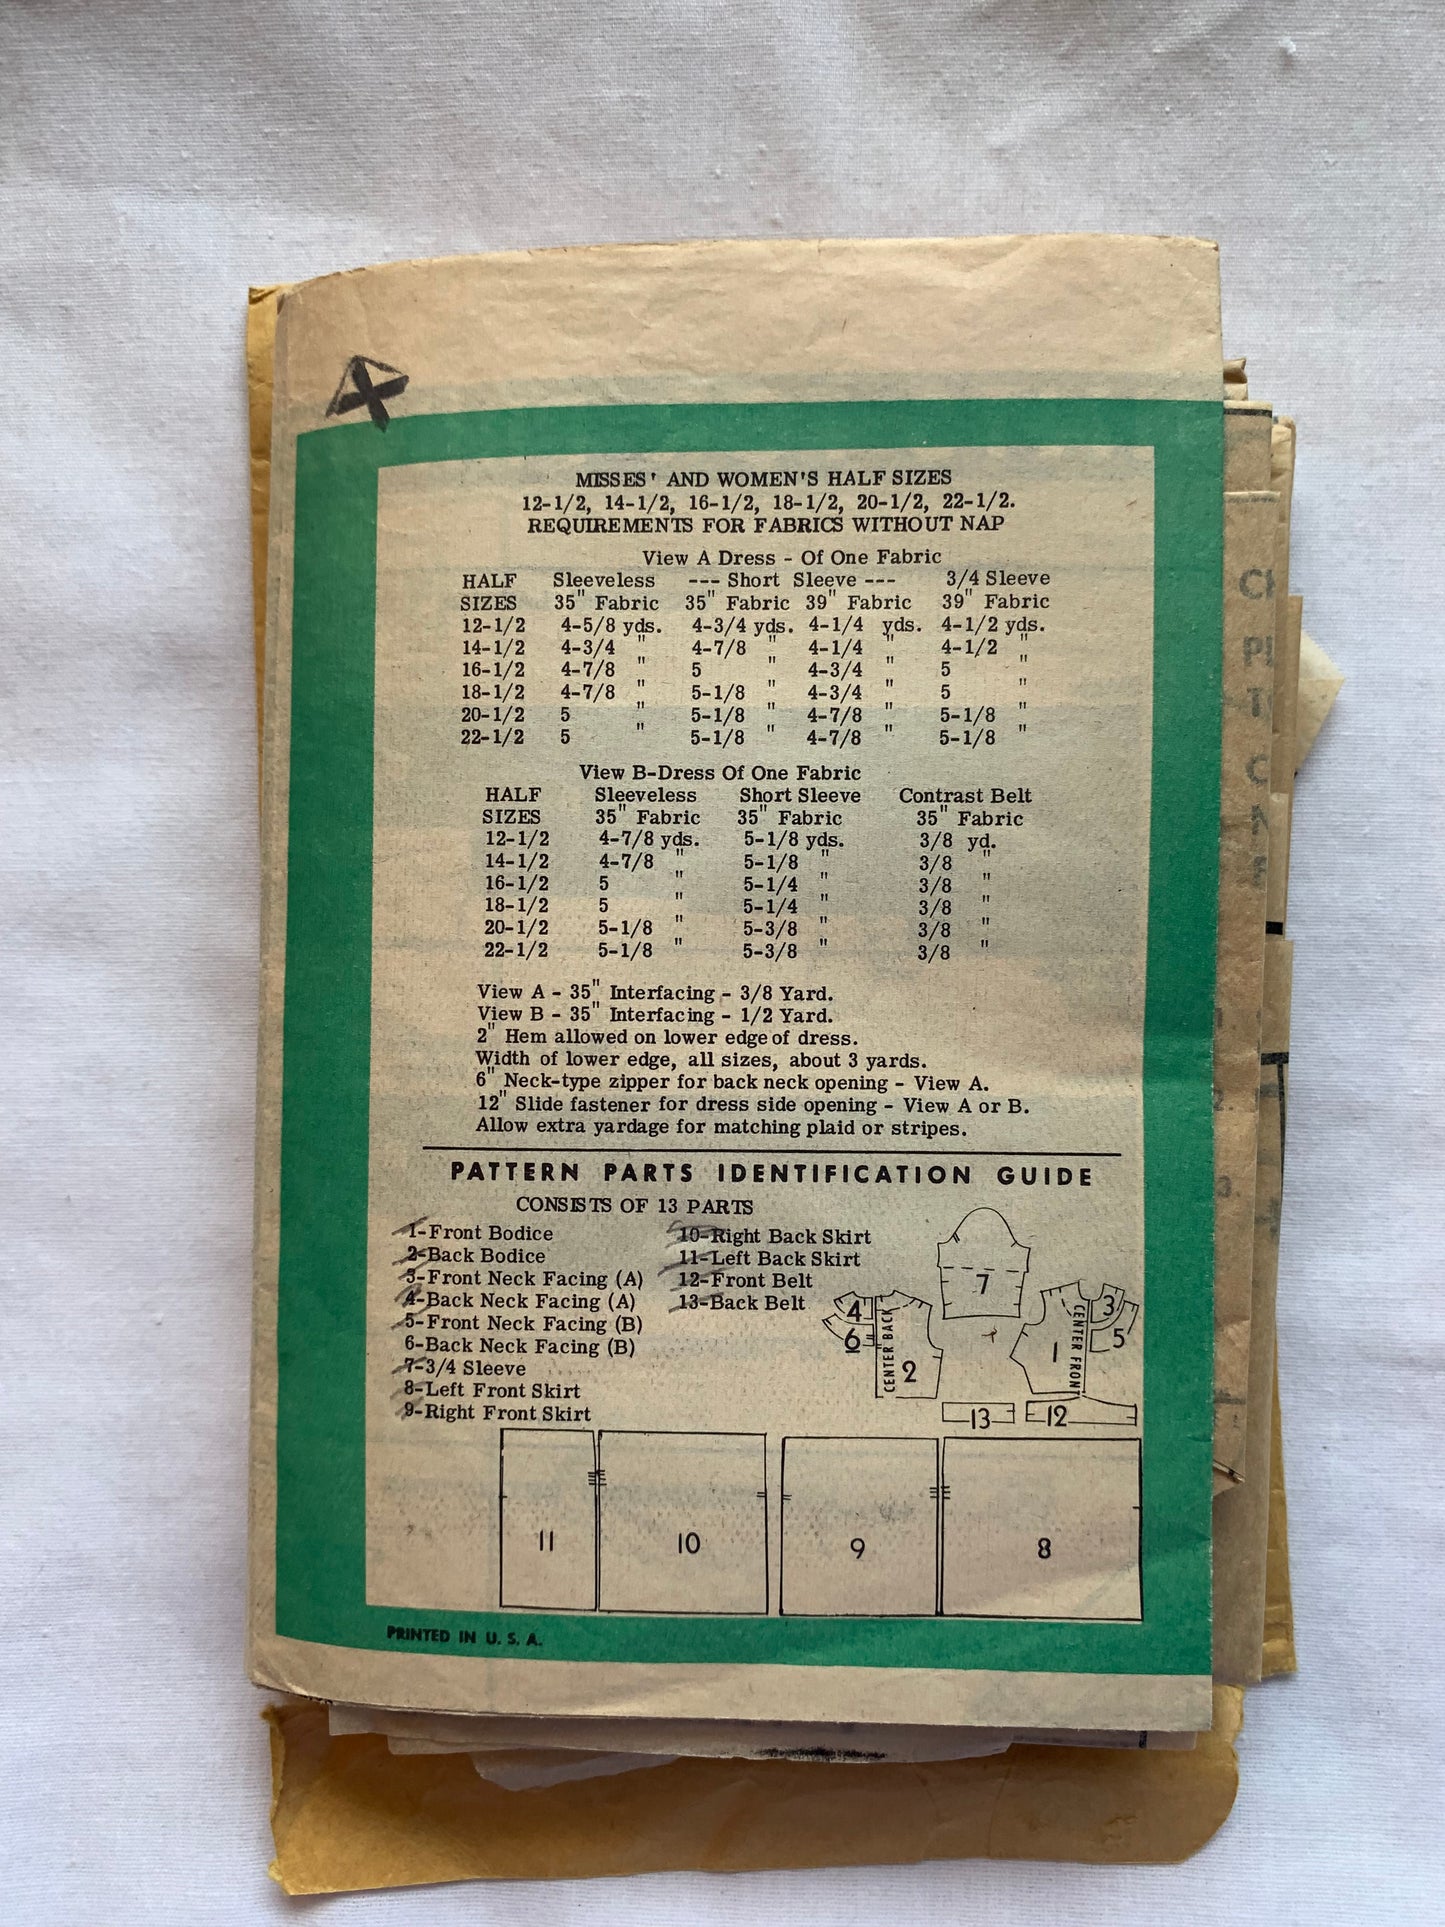 MISSES' AND WOMEN'S HALF SIZES
12-1/2, 14-1/2, 16-1/2, 18-1/2, 20-1/2, 22-1/2.
REQUIREMENTS FOR FABRICS WITHOUT NAP
View A Dress - Of One Fabric
HALF Sleeveless --- Short Sleeve --- 3/4 Sleeve
SIZES 35" Fabric 35" Fabric 39" Fabric 39" Fabric
12-1/2 4-5/8 yds. 4-3/4 yds. 4-1/4 yds. 4-1/2 yds.
14-1/2 4-3/4 " 4-7/8 " 4-1/4 " 4-1/2 "
16-1/2 4-7/8 " 5 " 4-3/4 " 5 "
18-1/2 4-7/8 " 5-1/8 " 4-3/4 " 5 "
20-1/2 5 " 5-1/8 " 4-7/8 " 5-1/8 "
22-1/2 5 " 5-1/8 " 4-7/8 " 5-1/8 "
View B-Dress Of One Fabric
HALF Sleeveless Short Sleeve Contrast Belt
SIZES 35" Fabric 35" Fabric 35" Fabric
12-1/2 4-7/8 yds. 5-1/8 yds. 3/8 yd.
14-1/2 4-7/8 " 5-1/8 " 3/8 "
16-1/2 5 " 5-1/4 " 3/8 "
18-1/2 5 " 5-1/4 " 3/8 "
20-1/2 5-1/8 " 5-3/8 " 3/8 "
22-1/2 5-1/8 " 5-3/8 " 3/8 "
View A - 35" Interfacing - 3/8 Yard.
View B - 35" Interfacing - 1/2 Yard.
2" Hem allowed on lower edge of dress.
Width of lower edge, all sizes, about 3 yards.
6" Neck-type zipper for back neck opening - View A.
12" Slide fastener for dress side opening - View A or B.
Allow extra yardage for matching plaid or stripes.
PATTERN PARTS IDENTIFICATION GUIDE
CONSISTS OF 13 PARTS
1-Front Bodice
2-Back Bodice
3-Front Neck Facing (A)
4-Back Neck Facing (A)
5-Front Neck Facing (B)
6-Back Neck Facing (B)
7-3/4 Sleeve
8-Left Front Skirt
9-Right Front Skirt
10-Right Back Skirt
11-Left Back Skirt
12-Front Belt
13-Back Belt
7
4
6
CENTER BACK
2
1
CENTER FRONT
3
5
13
12
11
10
9
8
PRINTED IN U. S. A.